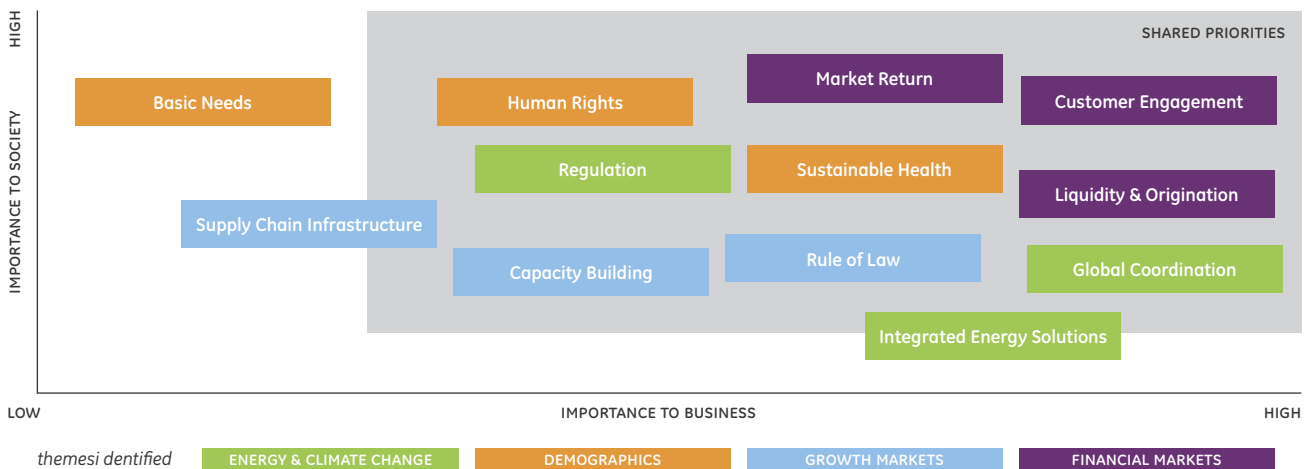 HIGH
IMPORTANCE TO SOCIETY
SHARED PRIORITIES
Market Return
Basic Needs
Human Rights
Customer Engagement
Regulation
Sustainable Health
Liquidity & Origination
Supply Chain Infrastructure
Rule of Law
Capacity Building
Global Coordination
Integrated Energy Solutions
LOW
IMPORTANCE TO BUSINESS
HIGH
themesi dentified
ENERGY & CLIMATE CHANGE
DEMOGRAPHICS
GROWTH MARKETS
FINANCIAL MARKETS